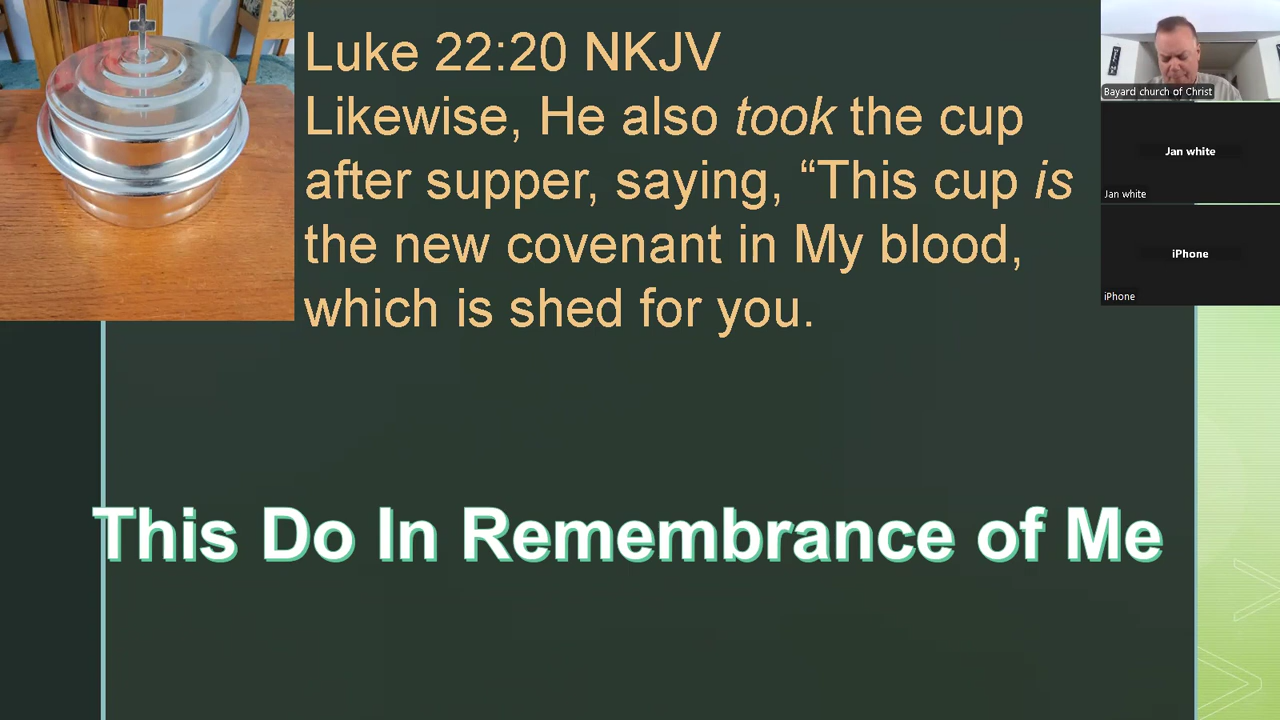 Luke 22:20 NKJV
Likewise, He also took the cup
after supper, saying, “This cup is
the new covenant in My blood,
which is shed for you.
This Do In Remembrance of Me
Bayard church of Christ
Jan white
Jan white
iPhone
iPhone